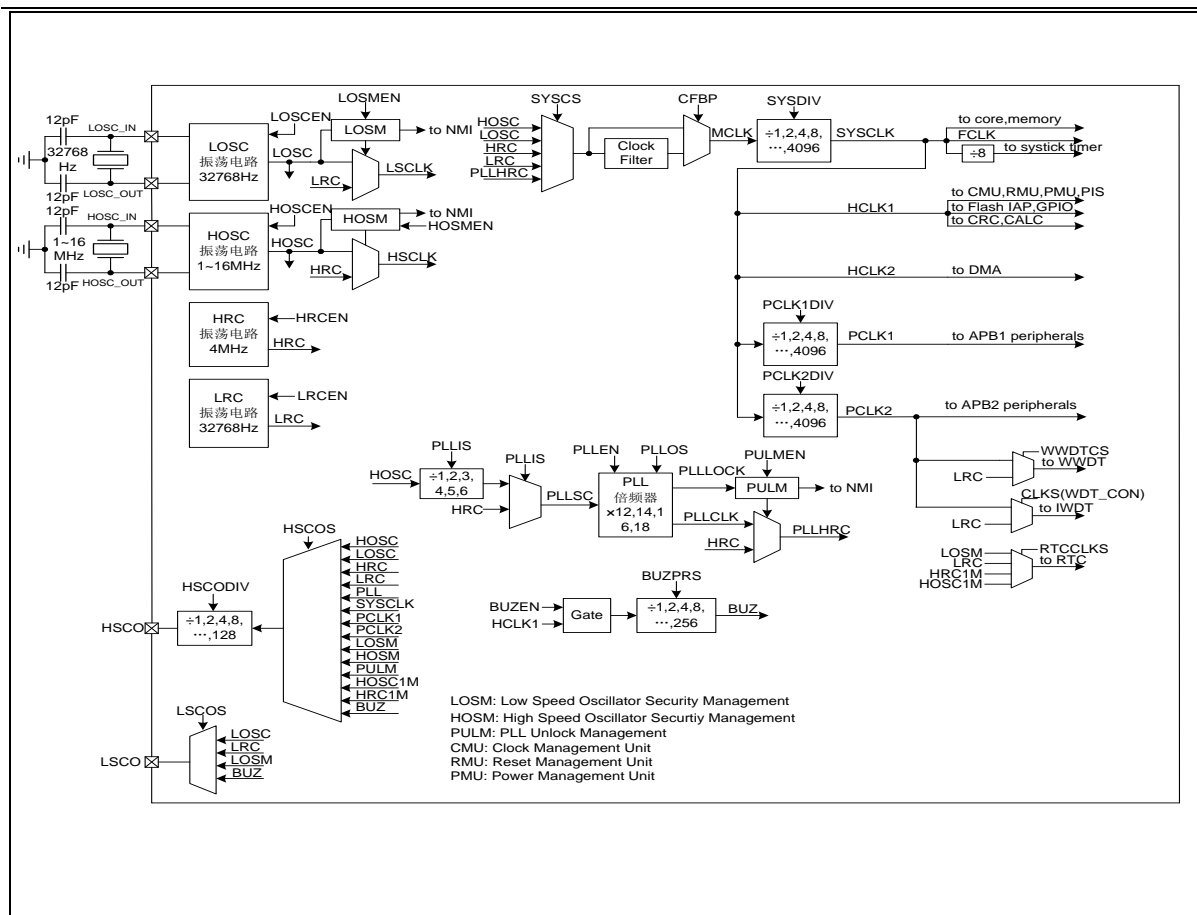 LOSMEN
12pF
LOSC_IN
LOSCEN
LOSM
to NMI
32768
Hz
LOSC
振荡电路
32768Hz
LOSC
LSCLK
LRC
LOSC_OUT
12pF
12pF
HOSC_IN
HOSCEN
HOSM
to NMI
HOSMEN
1~16
MHz
HOSC
振荡电路
1~16MHz
HOSC
HSCLK
HRC
HOSC_OUT
12pF
HRC
振荡电路
4MHz
HRCEN
HRC
LRC
振荡电路
32768Hz
LRCEN
LRC
SYSCS
HOSC
LOSC
HRC
LRC
PLLHRC
Clock
Filter
CFBP
MCLK
SYSDIV
÷1,2,4,8,
…,4096
SYSCLK
to core,memory
FCLK
÷8
to systick timer
HCLK1
to CMU,RMU,PMU,PIS
to Flash IAP,GPIO
to CRC,CALC
HCLK2
to DMA
PCLK1DIV
÷1,2,4,8,
…,4096
PCLK1
to APB1 peripherals
PCLK2DIV
÷1,2,4,8,
…,4096
PCLK2
to APB2 peripherals
WWDTCS
to WWDT
LRC
CLKS(WDT_CON)
to IWDT
LRC
RTCCLKS
to RTC
LOSM
LRC
HRC1M
HOSC1M
PLLIS
HOSC
÷1,2,3,
4,5,6
PLLIS
HRC
PLLSC
PLLEN
PLLOS
PLL
倍频器
×12,14,1
6,18
PLLLOCK
PLLCLK
PULMEN
PULM
to NMI
HRC
PLLHRC
BUZEN
HCLK1
Gate
BUZPRS
÷1,2,4,8,
…,256
BUZ
HSCOS
HOSC
LOSC
HRC
LRC
PLL
SYSCLK
PCLK1
PCLK2
LOSM
HOSM
PULM
HOSC1M
HRC1M
BUZ
HSCODIV
÷1,2,4,8,
…,128
HSCO
LSCOS
LOSC
LRC
LOSM
BUZ
LSCO
LOSM: Low Speed Oscillator Security Management
HOSM: High Speed Oscillator Securtiy Management
PULM: PLL Unlock Management
CMU: Clock Management Unit
RMU: Reset Management Unit
PMU: Power Management Unit